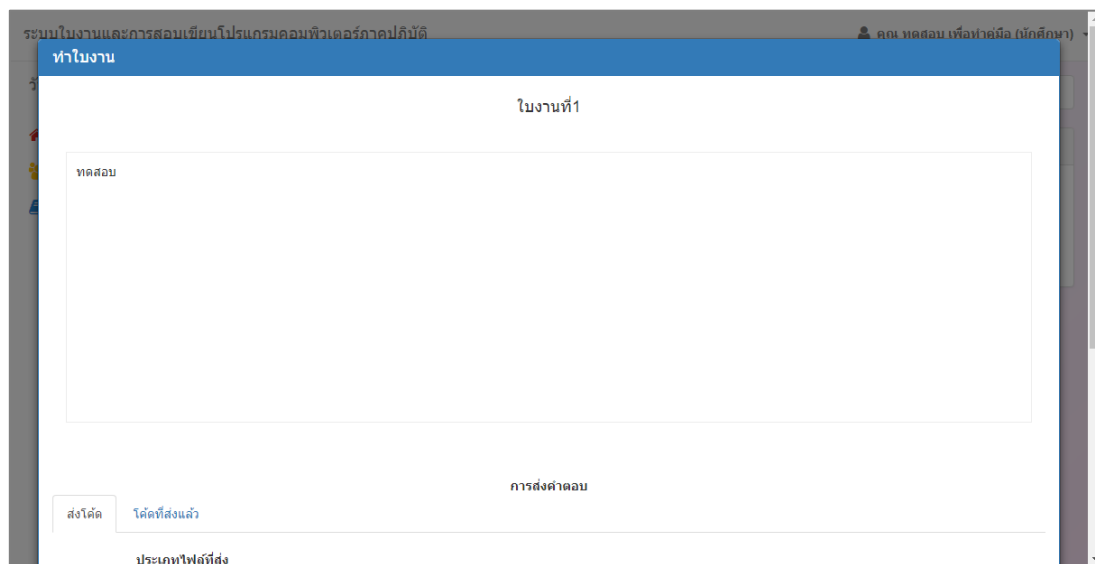 ระบบใบงานและการสอบเขียนโปรแกรมคอมพิวเตอร์ภาคปฏิบัติ
คุณ ทดสอบ เพื่อทำคู่มือ (นักศึกษา)
ทำใบงาน
ใบงานที่1
ทดสอบ
การส่งคำตอบ
ส่งโค้ด โค้ดที่ส่งแล้ว
ประเภทไฟล์ที่ส่ง